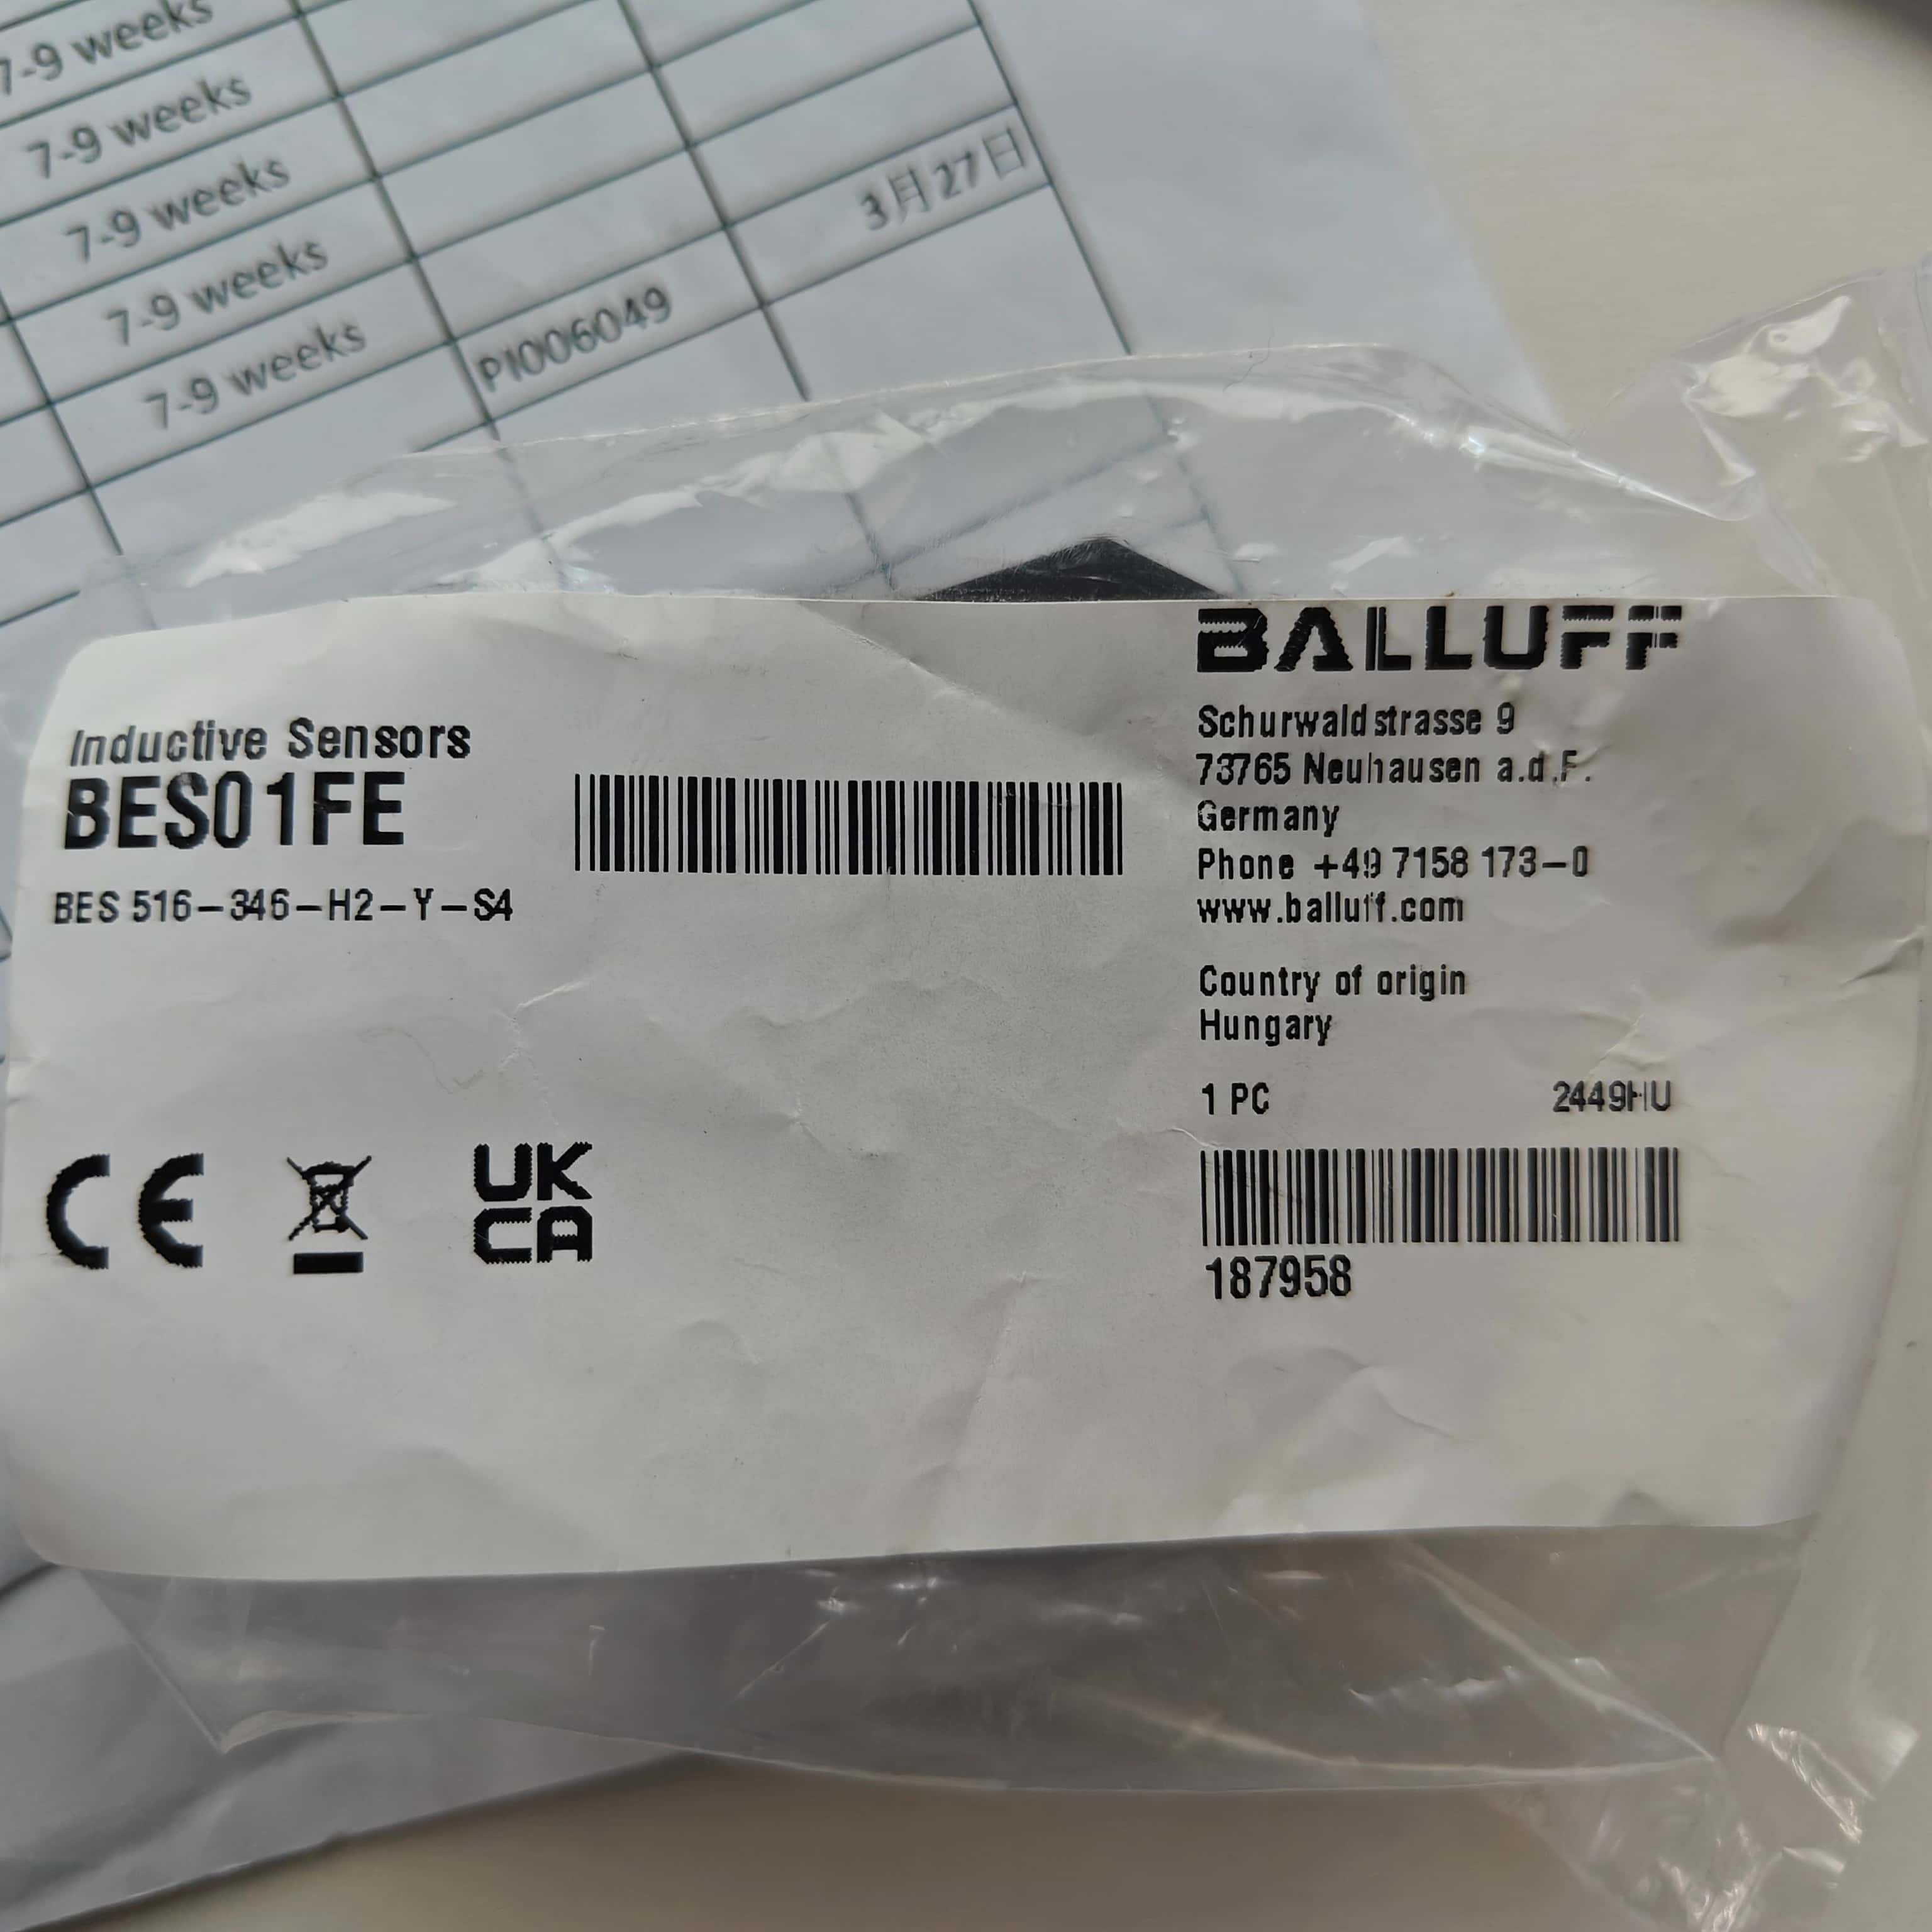 7-9 weeks
7-9 weeks
7-9 weeks
3月27日
7-9 weeks
7-9 weeks
PI006049
BALLUFF
Inductive Sensors
BES01FE
BES 516-346-H2-Y-S4
Schurwaldstrasse 9
73765 Neuhausen a.d.F.
Germany
Phone +49 7158 173-0
www.balluff.com
Country of origin
Hungary
1 PC 2449HU
187958
CE
UK
CA